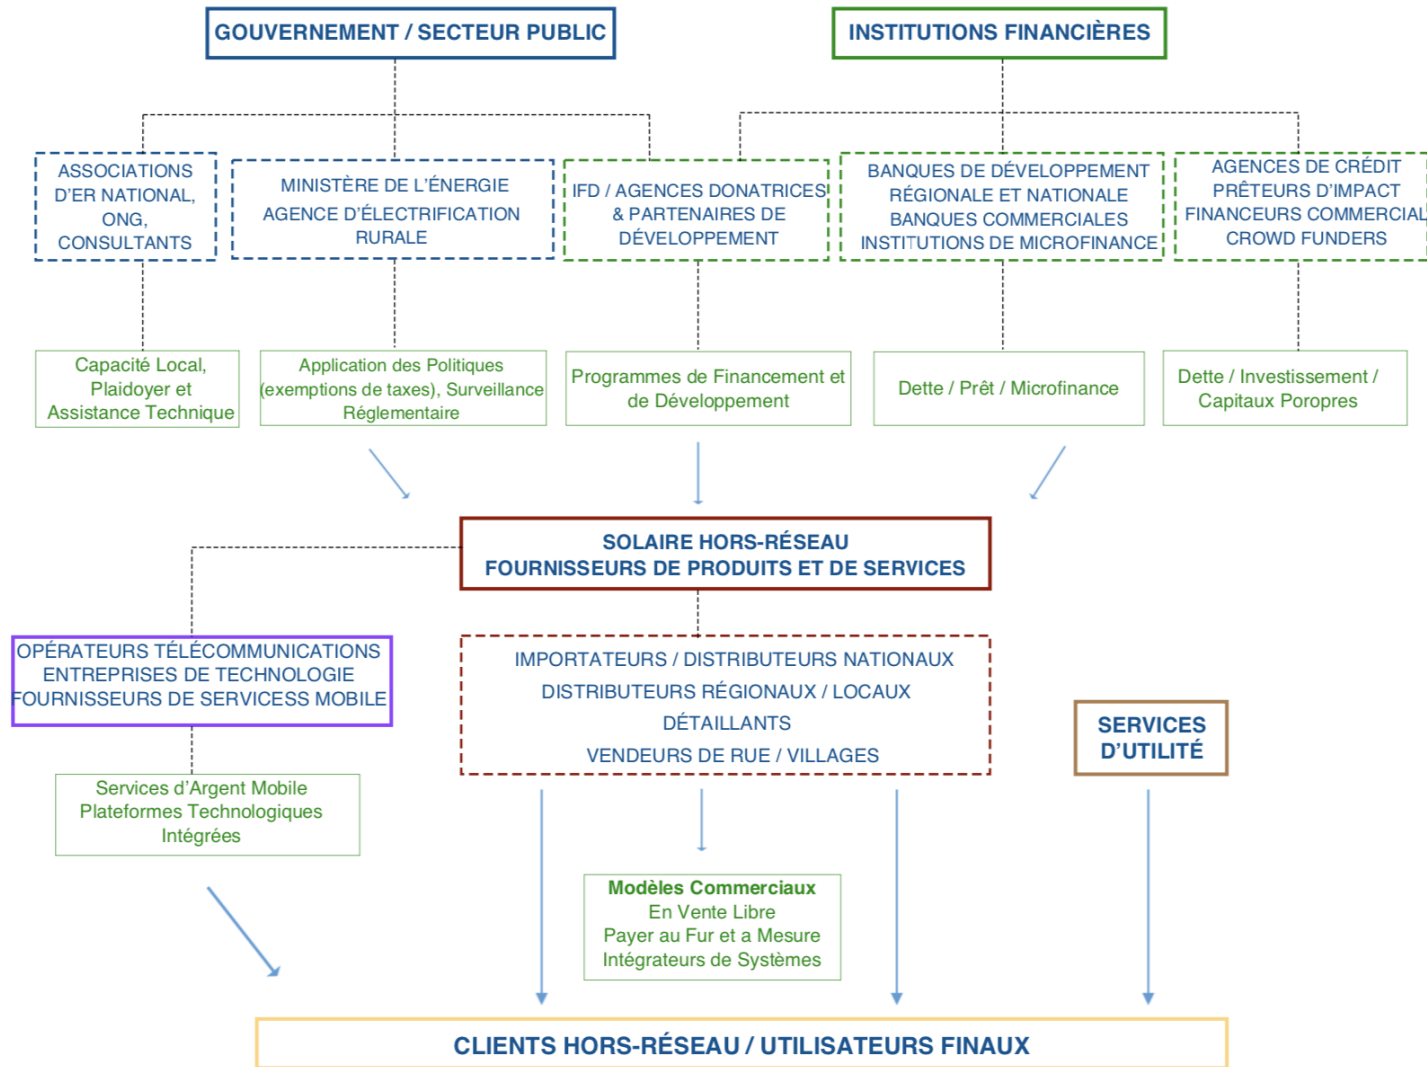 GOUVERNEMENT / SECTEUR PUBLIC
INSTITUTIONS FINANCIÈRES
ASSOCIATIONS
D'ER NATIONAL,
ONG,
CONSULTANTS
MINISTÈRE DE L'ÉNERGIE
AGENCE D'ÉLECTRIFICATION
RURALE
IFD / AGENCES DONATRICES
& PARTENAIRES DE
DÉVELOPPEMENT
BANQUES DE DÉVELOPPEMENT
RÉGIONALE ET NATIONALE
BANQUES COMMERCIALES
INSTITUTIONS DE MICROFINANCE
AGENCES DE CRÉDIT
PRÊTEURS D'IMPACT
FINANCEURS COMMERCIAL
CROWD FUNDERS
Capacité Local,
Plaidoyer et
Assistance Technique
Application des Politiques
(exemptions de taxes), Surveillance
Réglementaire
Programmes de Financement et
de Développement
Dette / Prêt / Microfinance
Dette / Investissement /
Capitaux Poropres
SOLAIRE HORS-RÉSEAU
FOURNISSEURS DE PRODUITS ET DE SERVICES
OPÉRATEURS TÉLÉCOMMUNICATIONS
ENTREPRISES DE TECHNOLOGIE
FOURNISSEURS DE SERVICESS MOBILE
IMPORTATEURS / DISTRIBUTEURS NATIONAUX
DISTRIBUTEURS RÉGIONAUX / LOCAUX
DÉTAILLANTS
VENDEURS DE RUE / VILLAGES
SERVICES
D'UTILITÉ
Services d'Argent Mobile
Plateformes Technologiques
Intégrées
Modèles Commerciaux
En Vente Libre
Payer au Fur et a Mesure
Intégrateurs de Systèmes
CLIENTS HORS-RÉSEAU / UTILISATEURS FINAUX